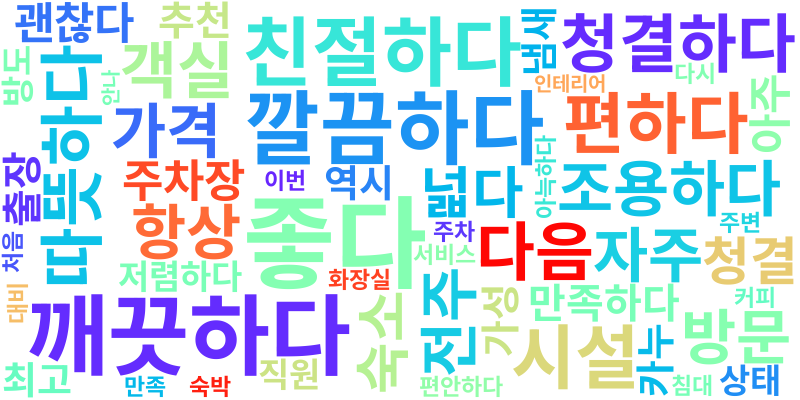 괜찮다
추천
친절하다
냄새
청결하다
방도
안나
객실
인테리어
다시
따뜻하다
가격
깔끔하다
편하다
아주
출장
주차장
이번
역시
넓다
아늑하다
조용하다
처음
항상
좋다
주차
서비스
다음
자주
주변
청결
저렴하다
화장실
대비
깨끗하다
숙소
전주
가성
만족하다
커피
방문
시설
카누
최고
만족
숙박
직원
편안하다
침대
상태